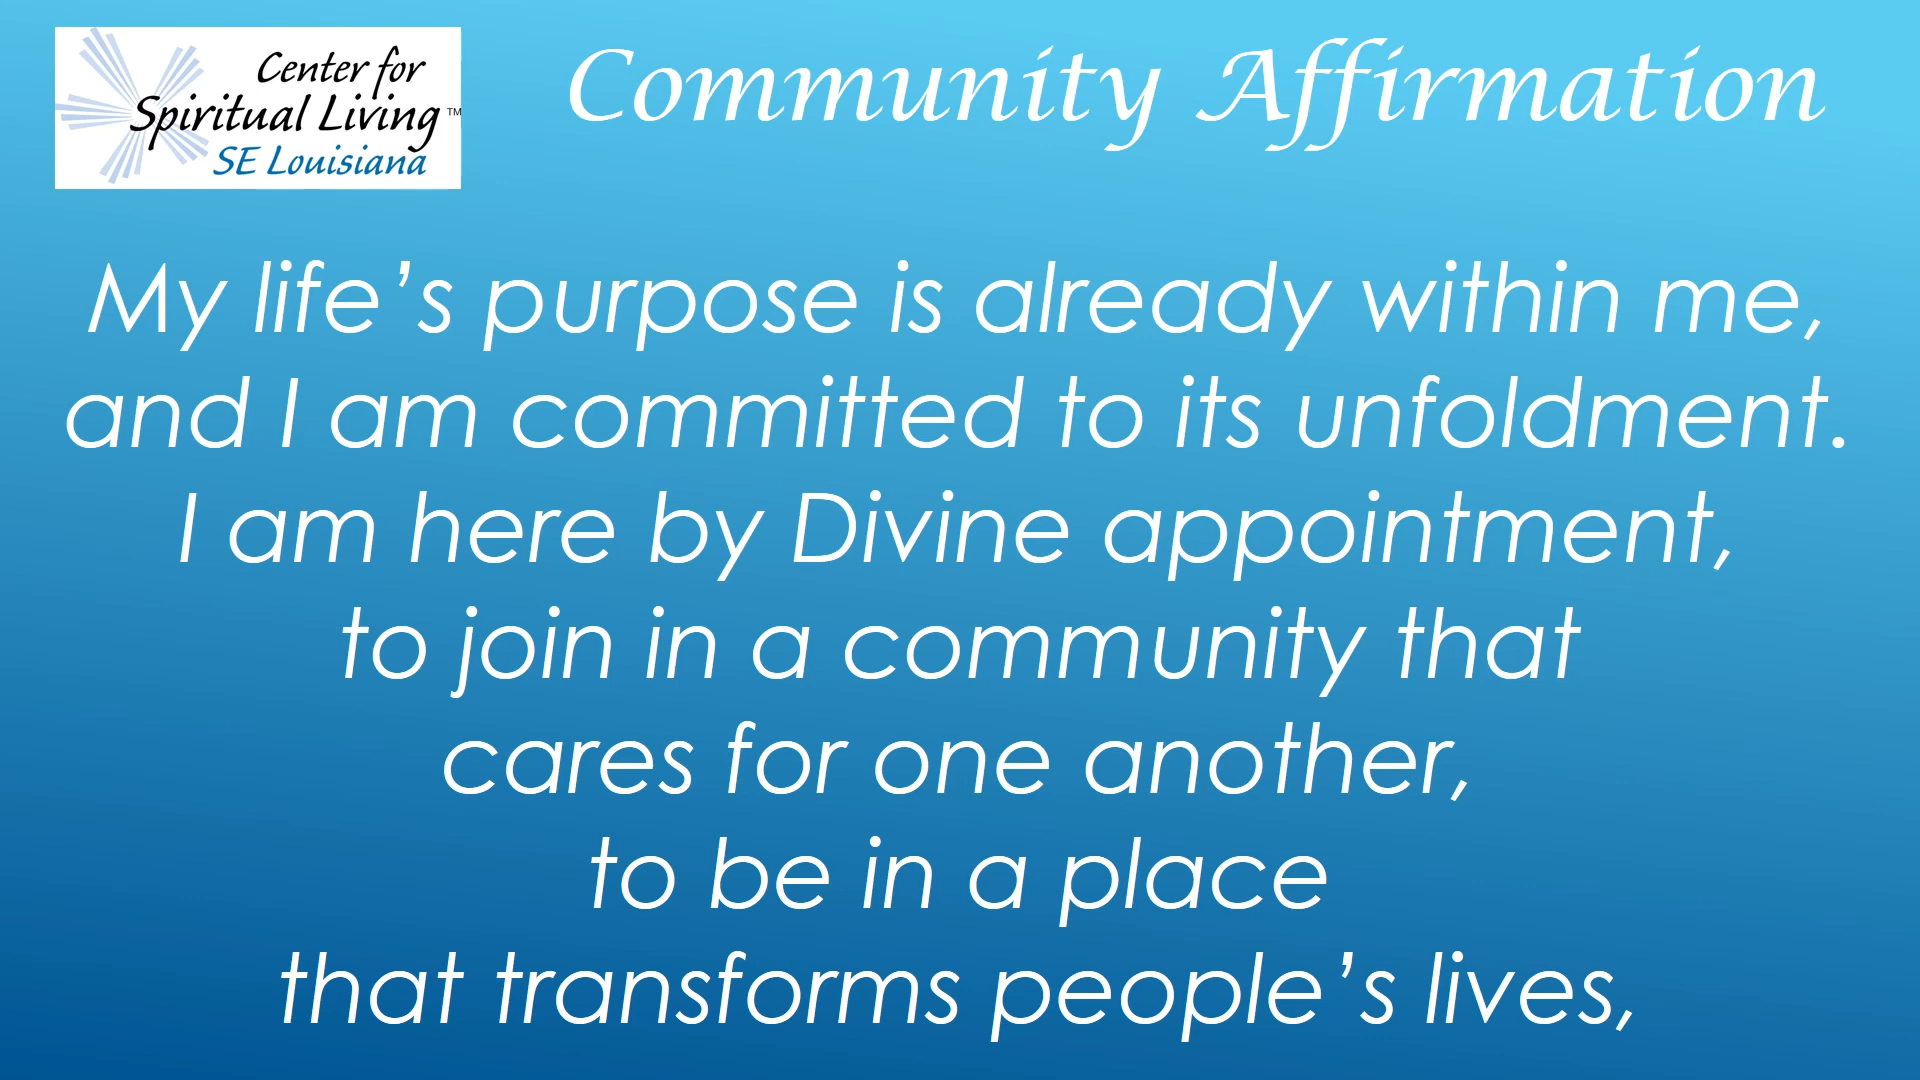 Center for
Spiritual Living™
SE Louisiana
Community Affirmation
My life’s purpose is already within me,
and I am committed to its unfoldment.
I am here by Divine appointment,
to join in a community that
cares for one another,
to be in a place
that transforms people’s lives,